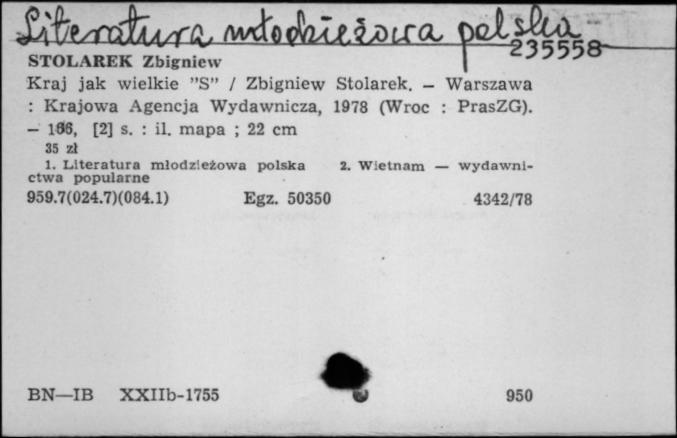 Literatura młodzieżowa polska
235558
STOLAREK Zbigniew
Kraj jak wielkie ”S” / Zbigniew Stolarek. — Warszawa
: Krajowa Agencja Wydawnicza, 1978 (Wroc : PrasZG).
— 186, [2] s. : il. mapa ; 22 cm
35 zł
1. Literatura młodzieżowa polska 2. Wietnam — wydawni-
ctwa popularne
959.7(024.7)(084.1) Egz. 50350 4342/78
BN—IB XXIIb-1755 950